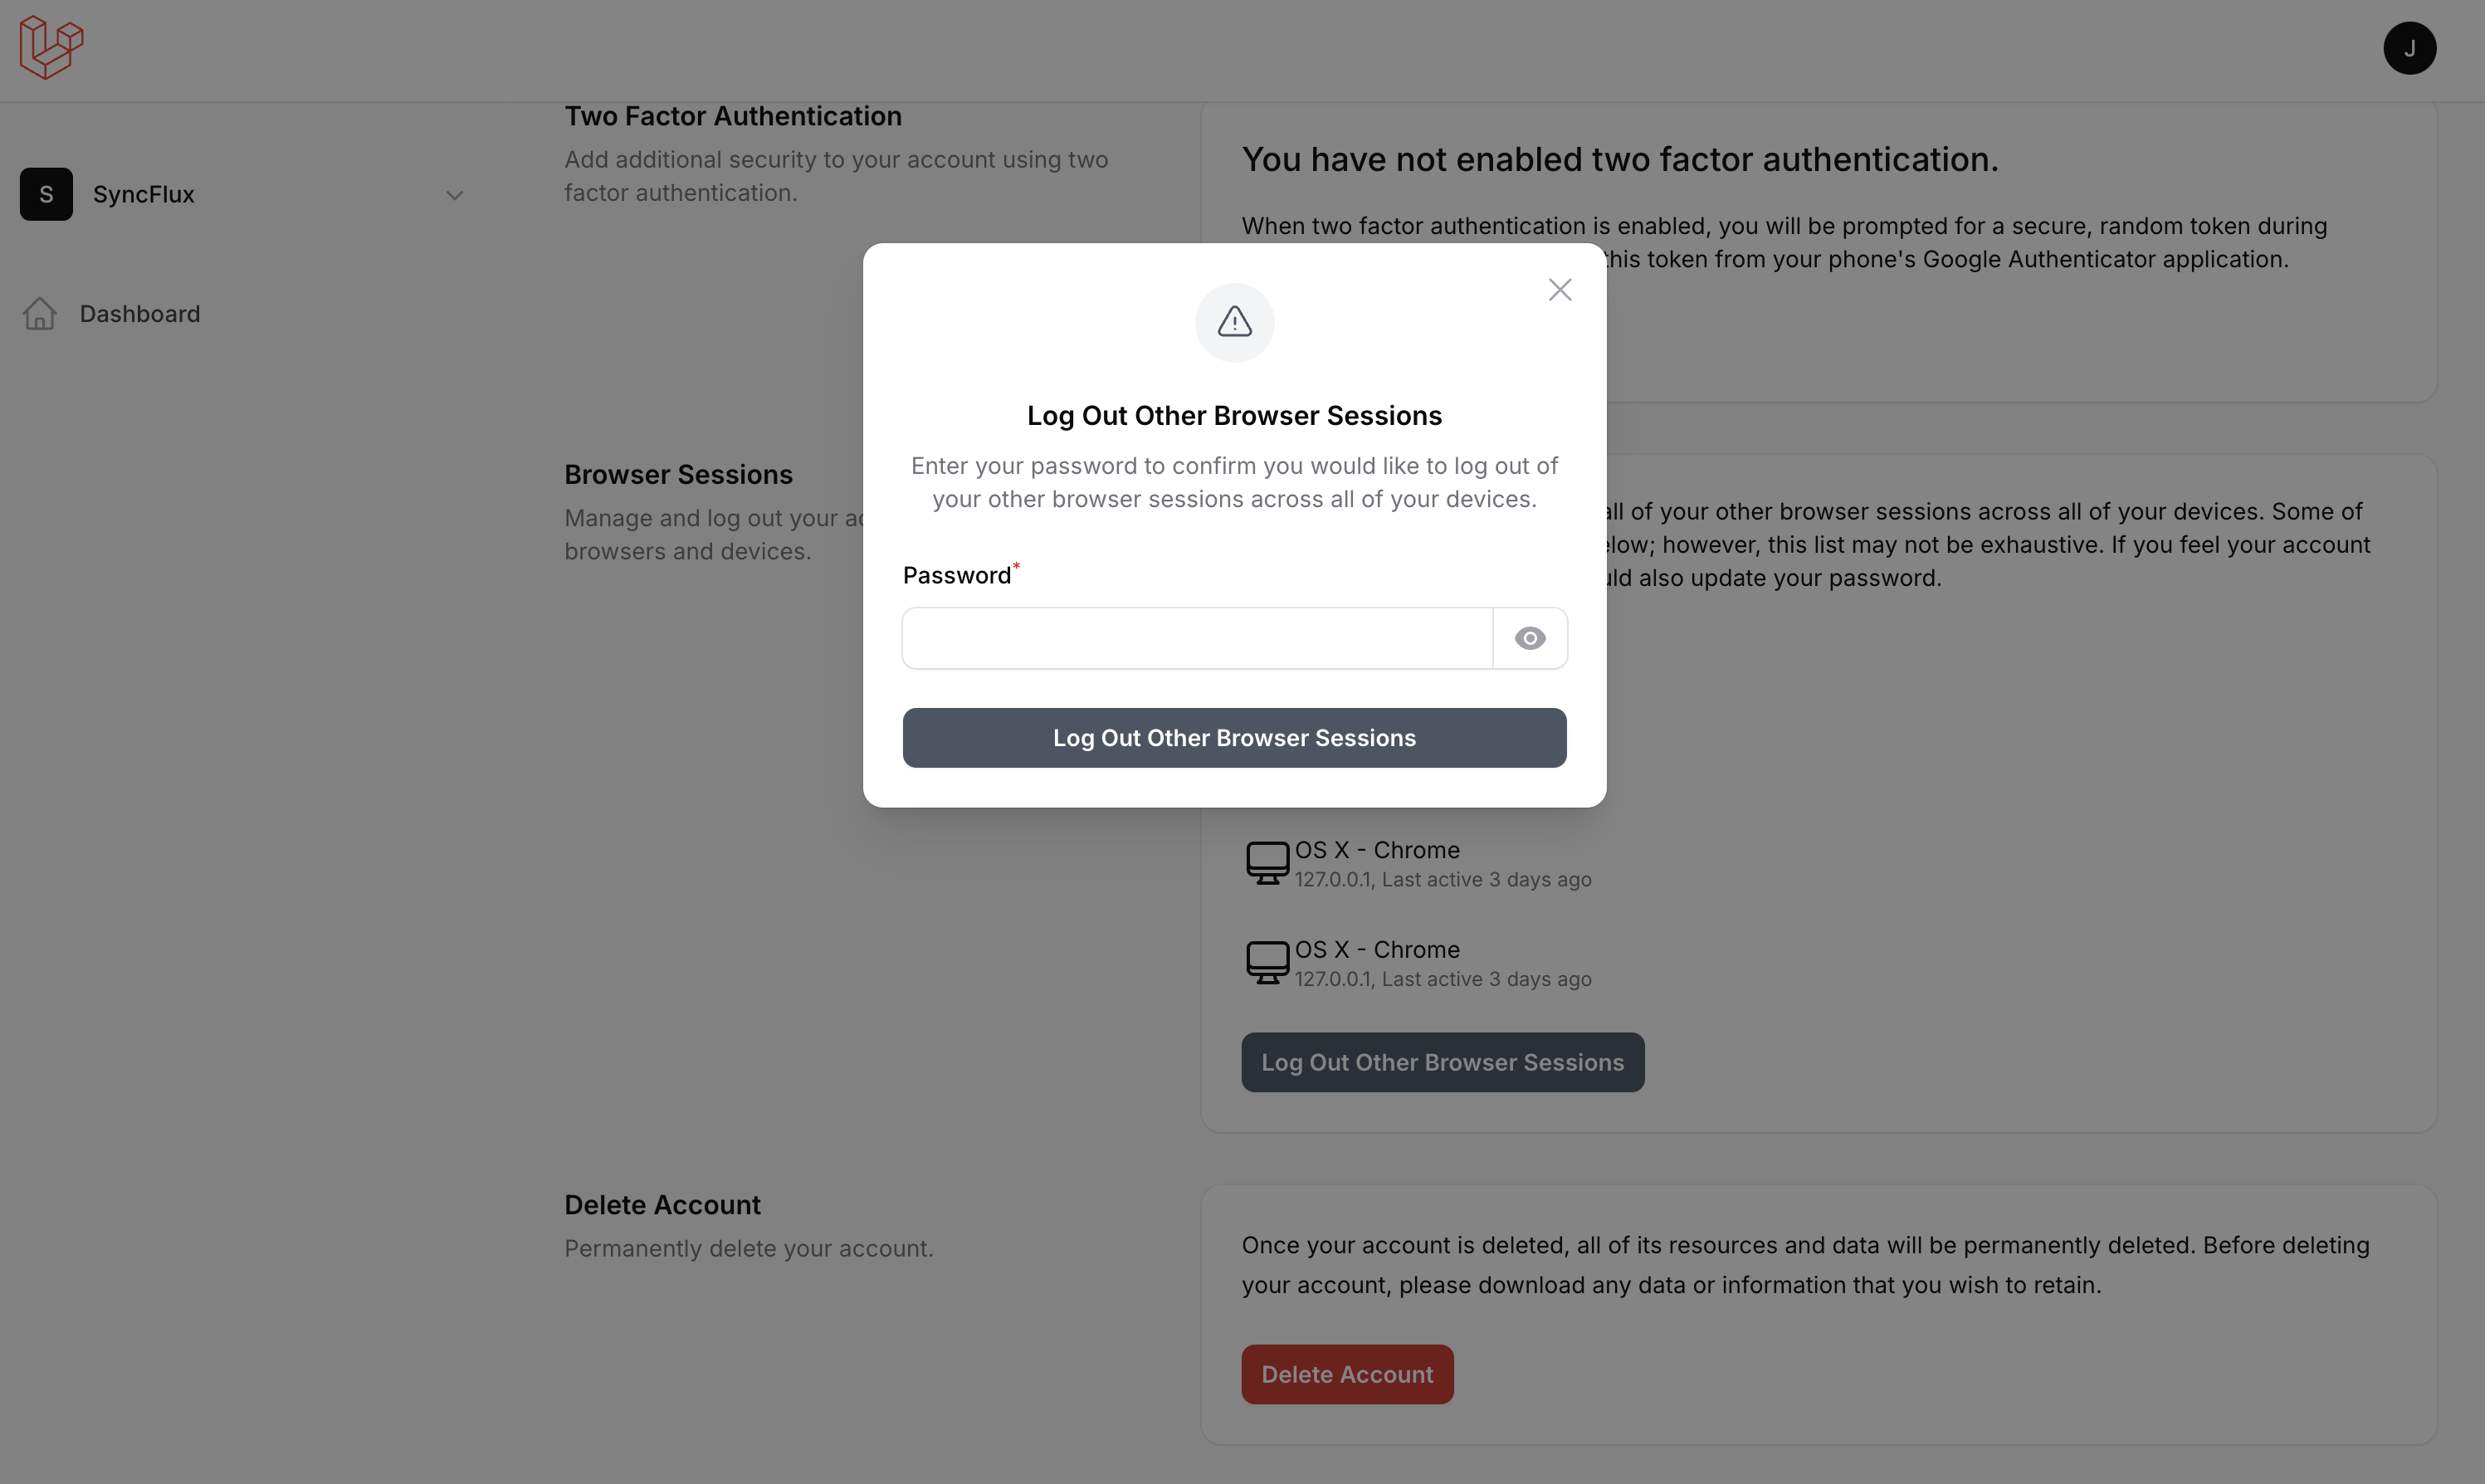 J
S
SyncFlux
Dashboard
Two Factor Authentication
Add additional security to your account using two
factor authentication.
You have not enabled two factor authentication.
When two factor authentication is enabled, you will be prompted for a secure, random token during
this token from your phone's Google Authenticator application.
Log Out Other Browser Sessions
Enter your password to confirm you would like to log out of
your other browser sessions across all of your devices.
Password*
Log Out Other Browser Sessions
Browser Sessions
Manage and log out your
browsers and devices.
all of your other browser sessions across all of your devices. Some of
however, this list may not be exhaustive. If you feel your account
also update your password.
OS X - Chrome
127.0.0.1, Last active 3 days ago
OS X - Chrome
127.0.0.1, Last active 3 days ago
Log Out Other Browser Sessions
Delete Account
Permanently delete your account.
Once your account is deleted, all of its resources and data will be permanently deleted. Before deleting
your account, please download any data or information that you wish to retain.
Delete Account